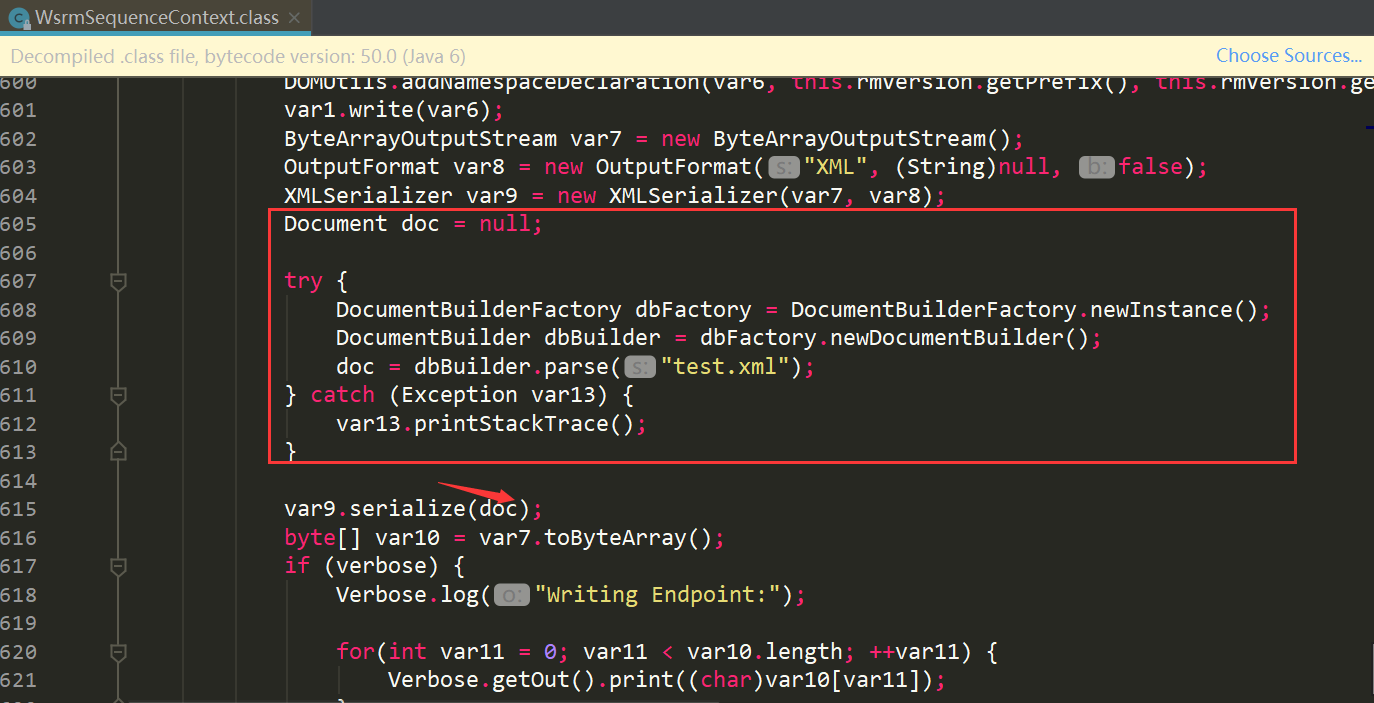 WsrmSequenceContext.class
Decompiled .class file, bytecode version: 50.0 (Java 6)
Choose Sources...
600 DOMUtils.addNamespaceDeclaration(var6, this.rmVersion.getPrefix(), this.rmVersion.ge
601 var1.write(var6);
602 ByteArrayOutputStream var7 = new ByteArrayOutputStream();
603 OutputFormat var8 = new OutputFormat( s: "XML", (String)null, b: false);
604 XMLSerializer var9 = new XMLSerializer(var7, var8);
605 Document doc = null;
606
607 try {
608 DocumentBuilderFactory dbFactory = DocumentBuilderFactory.newInstance();
609 DocumentBuilder dbBuilder = dbFactory.newDocumentBuilder();
610 doc = dbBuilder.parse( s: "test.xml");
611 } catch (Exception var13) {
612 var13.printStackTrace();
613 }
614
615 var9.serialize(doc);
616 byte[] var10 = var7.toByteArray();
617 if (verbose) {
618 Verbose.log( o: "Writing Endpoint:");
619
620 for(int var11 = 0; var11 < var10.length; ++var11) {
621 Verbose.getOut().print((char)var10[var11]);